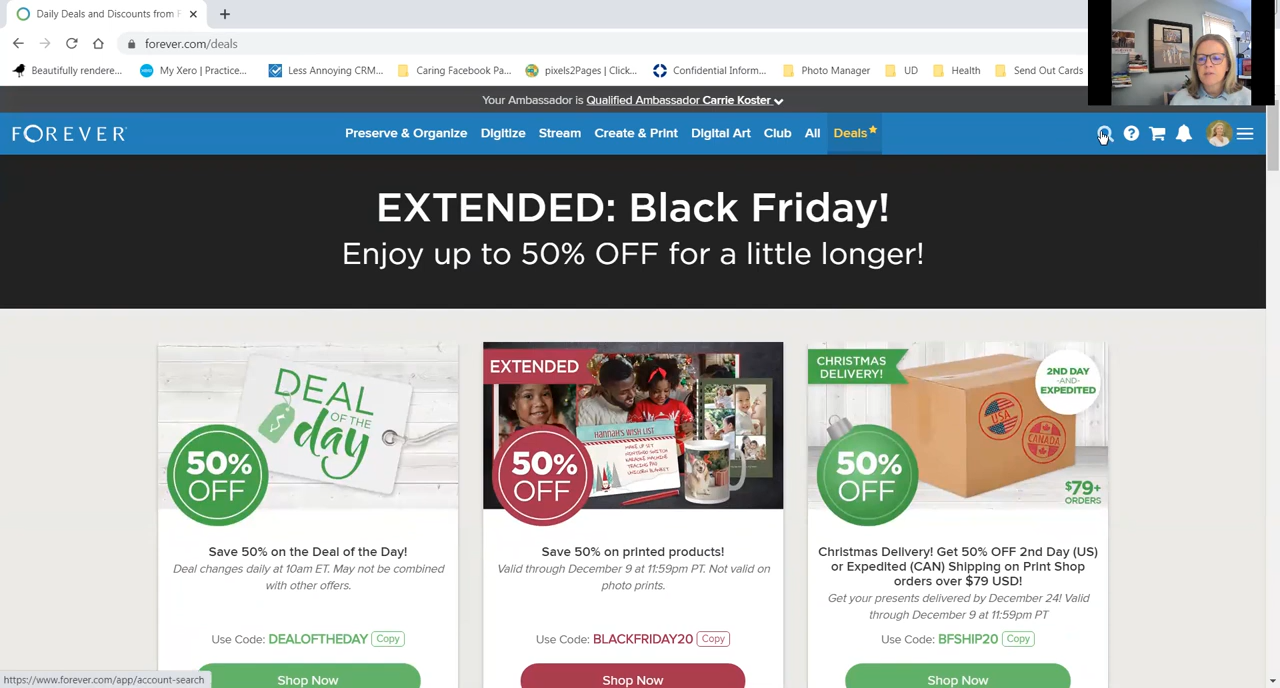 Daily Deals and Discounts from F
forever.com/deals
Beautifully rendere...
My Xero | Practice...
Less Annoying CRM...
Caring Facebook Pa...
pixels2Pages | Click...
Confidential Inform...
Photo Manager
UD
Health
Send Out Cards
Your Ambassador is Qualified Ambassador Carrie Koster
FOREVER
Preserve & Organize
Digitize
Stream
Create & Print
Digital Art
Club
All
Deals
EXTENDED: Black Friday!
Enjoy up to 50% OFF for a little longer!
DEAL
OF THE
day
50%
OFF
EXTENDED
HANNAH'S WISH LIST
50%
OFF
CHRISTMAS
DELIVERY!
2ND DAY
-AND-
EXPEDITED
USA
CANADA
50%
OFF
$79+
ORDERS
Save 50% on the Deal of the Day!
Deal changes daily at 10am ET. May not be combined
with other offers.
Use Code: DEALOFTHEDAY Copy
Shop Now
Save 50% on printed products!
Valid through December 9 at 11:59pm PT. Not valid on
photo prints.
Use Code: BLACKFRIDAY20 Copy
Shop Now
Christmas Delivery! Get 50% OFF 2nd Day (US)
or Expedited (CAN) Shipping on Print Shop
orders over $79 USD!
Get your presents delivered by December 24! Valid
through December 9 at 11:59pm PT
Use Code: BFSHIP20 Copy
Shop Now
https://www.forever.com/app/account-search